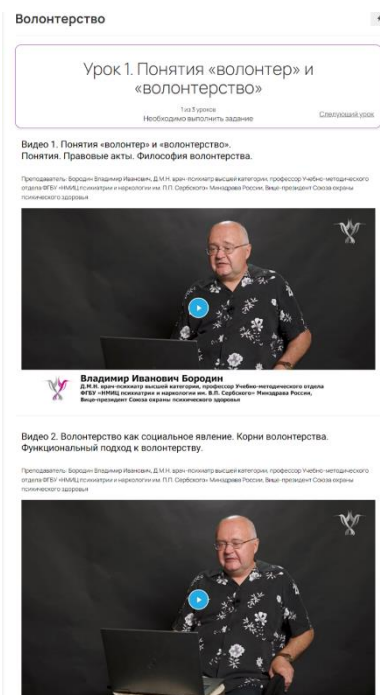 Волонтерство
Урок 1. Понятия «волонтер» и
«волонтерство»
1 из 3 уроков
Необходимо выполнить задание
Следующий урок
Видео 1. Понятия «волонтер» и «волонтерство».
Понятия. Правовые акты. Философия волонтерства.
Преподаватель: Бородин Владимир Иванович, Д.М.Н. врач-психиатр высшей категории, профессор Учебно-методического
отдела ФГБУ «НМИЦ психиатрии и наркологии им. П.П. Сербского» Минздрава России, Вице-президент Союза охраны
психического здоровья
Владимир Иванович Бородин
Д.М.Н. врач-психиатр высшей категории, профессор Учебно-методического отдела
ФГБУ «НМИЦ психиатрии и наркологии им. В.П. Сербского» Минздрава России,
Вице-президент Союза охраны психического здоровья
Видео 2. Волонтерство как социальное явление. Корни волонтерства.
Функциональный подход к волонтерству.
Преподаватель: Бородин Владимир Иванович, Д.М.Н. врач-психиатр высшей категории, профессор Учебно-методического
отдела ФГБУ «НМИЦ психиатрии и наркологии им. П.П. Сербского» Минздрава России, Вице-президент Союза охраны
психического здоровья